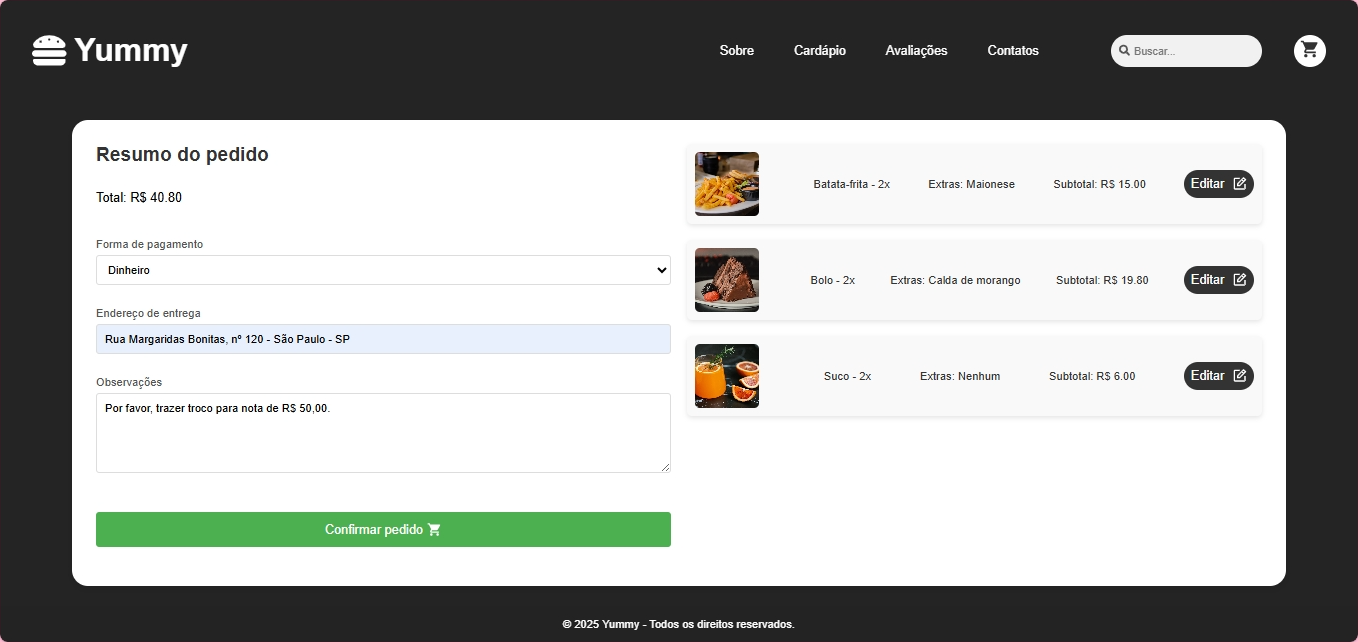 Yummy
Sobre
Cardápio
Avaliações
Contatos
Buscar...
Resumo do pedido
Total: R$ 40.80
Forma de pagamento
Dinheiro
Endereço de entrega
Rua Margaridas Bonitas, nº 120 - São Paulo - SP
Observações
Por favor, trazer troco para nota de R$ 50,00.
Confirmar pedido
Batata-frita - 2x
Extras: Maionese
Subtotal: R$ 15.00
Editar
Bolo - 2x
Extras: Calda de morango
Subtotal: R$ 19.80
Editar
Suco - 2x
Extras: Nenhum
Subtotal: R$ 6.00
Editar
© 2025 Yummy - Todos os direitos reservados.